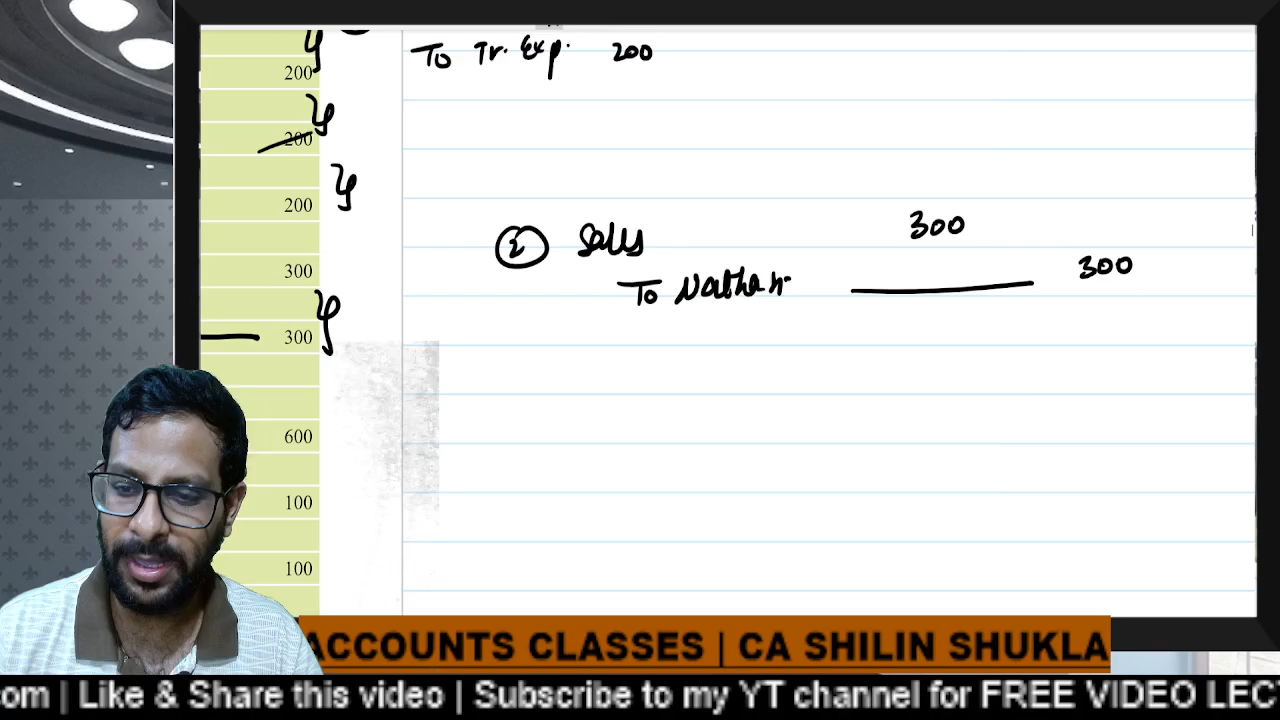 To Tr. Exp. 200
200
200
200
② Sales 300
To Nathan 300
300
300
600
100
100
ACCOUNTS CLASSES | CA SHILIN SHUKLA
com | Like & Share this video | Subscribe to my YT channel for FREE VIDEO LEC